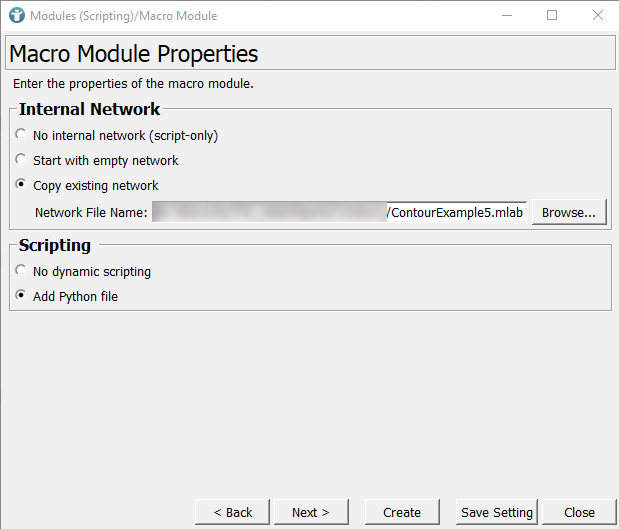 Modules (Scripting)/Macro Module
Macro Module Properties
Enter the properties of the macro module.
Internal Network
No internal network (script-only)
Start with empty network
Copy existing network
Network File Name: /ContourExample5.mlab Browse...
Scripting
No dynamic scripting
Add Python file
< Back Next > Create Save Setting Close